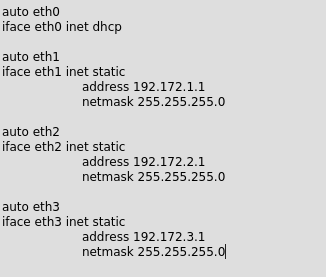 auto eth0
iface eth0 inet dhcp

auto eth1
iface eth1 inet static
address 192.172.1.1
netmask 255.255.255.0

auto eth2
iface eth2 inet static
address 192.172.2.1
netmask 255.255.255.0

auto eth3
iface eth3 inet static
address 192.172.3.1
netmask 255.255.255.0